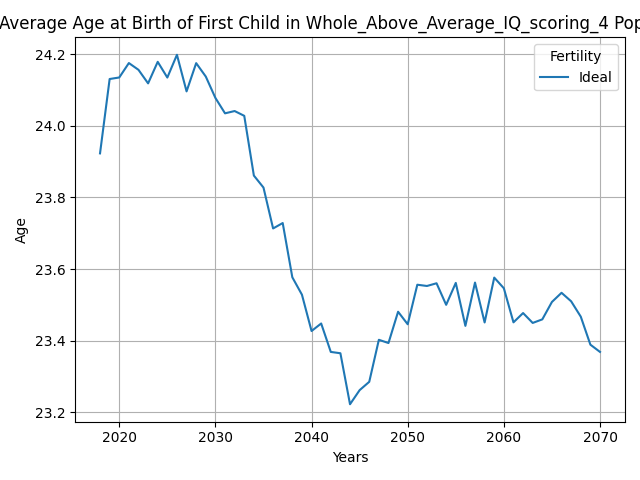 Average Age at Birth of First Child in Whole_Above_Average_IQ_scoring_4 Pop
Fertility
Ideal
24.2
24.0
23.8
23.6
23.4
23.2
Age
2020 2030 2040 2050 2060 2070
Years